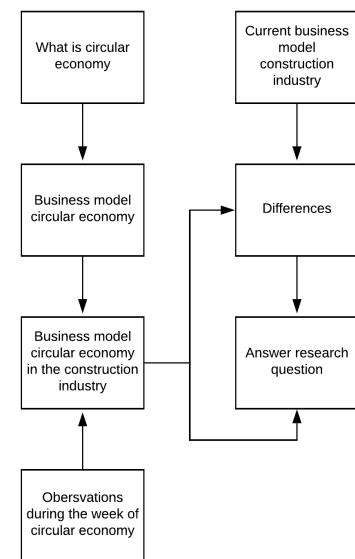 What is circular
economy
Current business
model
construction
industry
Business model
circular economy
Differences
Business model
circular economy
in the construction
industry
Answer research
question
Obersvations
during the week of
circular economy